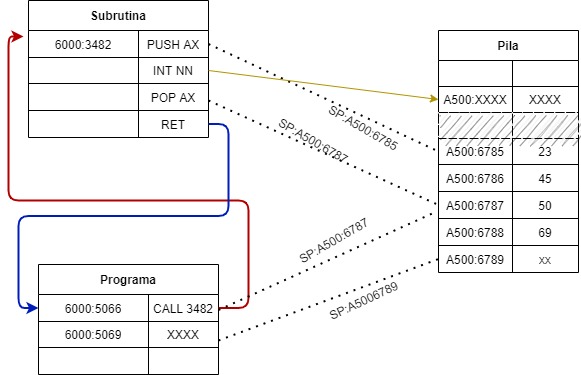 Subrutina
6000:3482 PUSH AX
INT NN
POP AX
RET
Pila
A500:XXXX XXXX
A500:6785 23
A500:6786 45
A500:6787 50
A500:6788 69
A500:6789 xx
SP:A500:6785
SP:A500:6787
SP:A500:6787
SP:A5006789
Programa
6000:5066 CALL 3482
6000:5069 XXXX